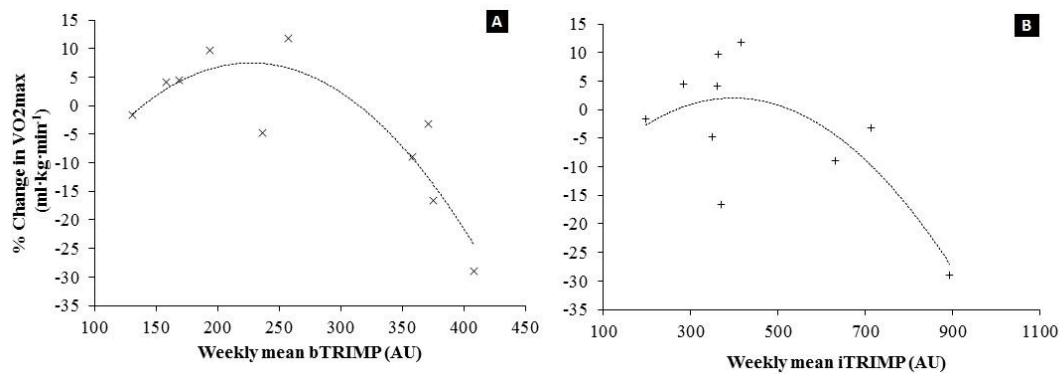 A
15
10
5
0
-5
-10
-15
-20
-25
-30
-35
% Change in VO2max
(ml·kg·min⁻¹)
100 150 200 250 300 350 400 450
Weekly mean bTRIMP (AU)
B
15
10
5
0
-5
-10
-15
-20
-25
-30
-35
100 300 500 700 900 1100
Weekly mean iTRIMP (AU)